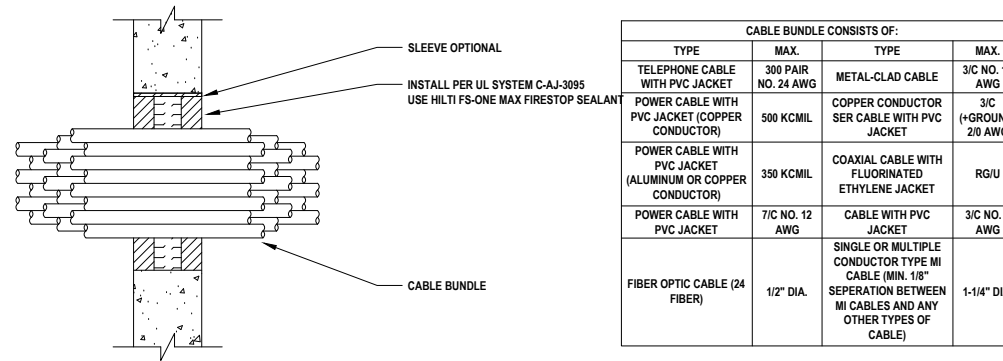 SLEEVE OPTIONAL
INSTALL PER UL SYSTEM C-AJ-3095
USE HILTI FS-ONE MAX FIRESTOP SEALANT
CABLE BUNDLE
CABLE BUNDLE CONSISTS OF:
TYPE MAX. TYPE MAX.
TELEPHONE CABLE
WITH PVC JACKET
300 PAIR
NO. 24 AWG
METAL-CLAD CABLE
3/C NO.
AWG
POWER CABLE WITH
PVC JACKET (COPPER
CONDUCTOR)
500 KCMIL
COPPER CONDUCTOR
SER CABLE WITH PVC
JACKET
3/C
2/0
POWER CABLE WITH
PVC JACKET
(ALUMINUM OR COPPER
CONDUCTOR)
350 KCMIL
COAXIAL CABLE WITH
FLUORINATED
ETHYLENE JACKET
RG/U
POWER CABLE WITH
PVC JACKET
7/C NO. 12
AWG
CABLE WITH PVC
JACKET
3/C NO.
AWG
FIBER OPTIC CABLE (24
FIBER)
1/2" DIA.
SINGLE OR MULTIPLE
CONDUCTOR TYPE MI
CABLE (MIN. 1/8"
SEPERATION BETWEEN
MI CABLES AND ANY
OTHER TYPES OF
CABLE)
1-1/4"